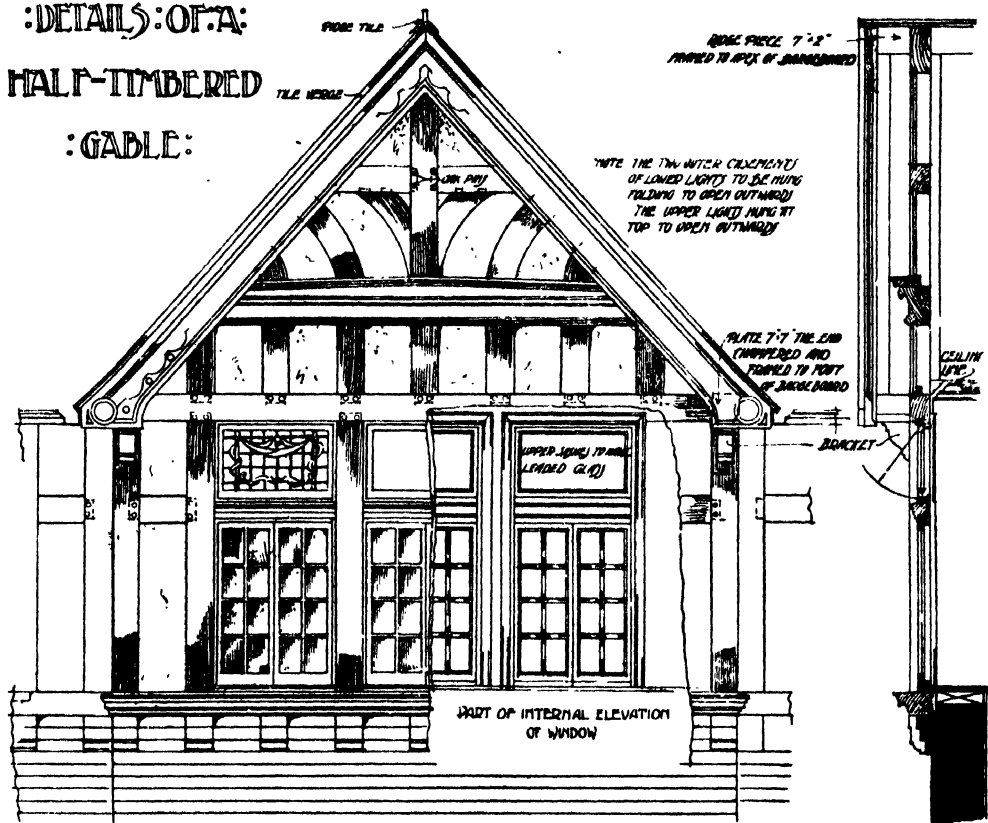 :DETAILS:OF:A:
HALF-TIMBERED
:GABLE:
RIDGE TILE
TILE VERGE
OAK PINS
RIDGE PIECE 7"×2"
FRAMED TO APEX OF BARGEBOARD
NOTE THE TWO OUTER CASEMENTS
OF LOWER LIGHTS TO BE HUNG
FOLDING TO OPEN OUTWARDS
THE UPPER LIGHTS HUNG AT
TOP TO OPEN OUTWARDS
PLATE 7"×7" THE END
CHAMFERED AND
FRAMED TO FOOT
OF BARGEBOARD
CEILING
LINE
BRACKET
UPPER LIGHTS TO HAVE
LEADED GLASS
PART OF INTERNAL ELEVATION
OF WINDOW